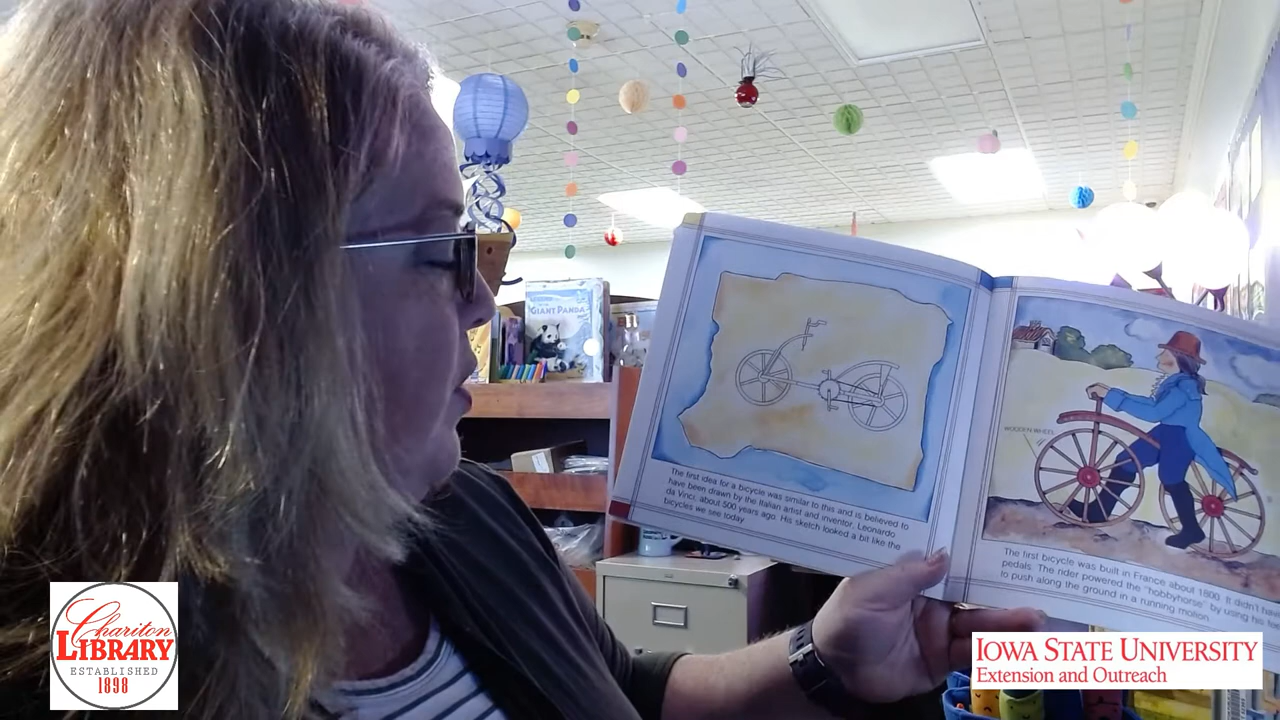 GIANT PANDA
The first idea for a bicycle was similar to this and is believed to
have been drawn by the Italian artist and inventor, Leonardo
da Vinci, about 500 years ago. His sketch looked a bit like the
bicycles we see today.
WOODEN WHEEL
The first bicycle was built in France about 1800. It didn't have
pedals. The rider powered the "hobbyhorse" by using his
to push along the ground in a running motion.
Chariton
LIBRARY
ESTABLISHED
1898
IOWA STATE UNIVERSITY
Extension and Outreach